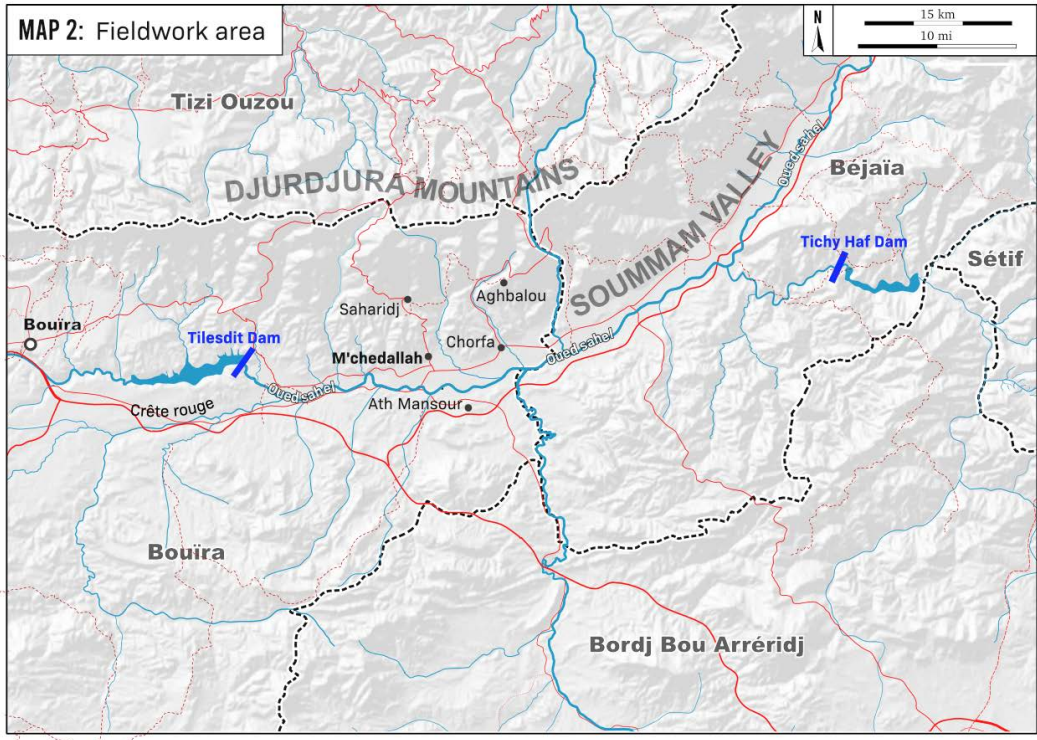 MAP 2: Fieldwork area
N
15 km
10 mi
Tizi Ouzou
DJURDJURA MOUNTAINS
SOUMMAM VALLEY
Oued sahel
Béjaïa
Tichy Haf Dam
Sétif
Aghbalou
Saharidj
Bouïra
Tilesdit Dam
Chorfa
M'chedallah
Oued sahel
Oued sahel
Crête rouge
Ath Mansour
Bouïra
Bordj Bou Arréridj